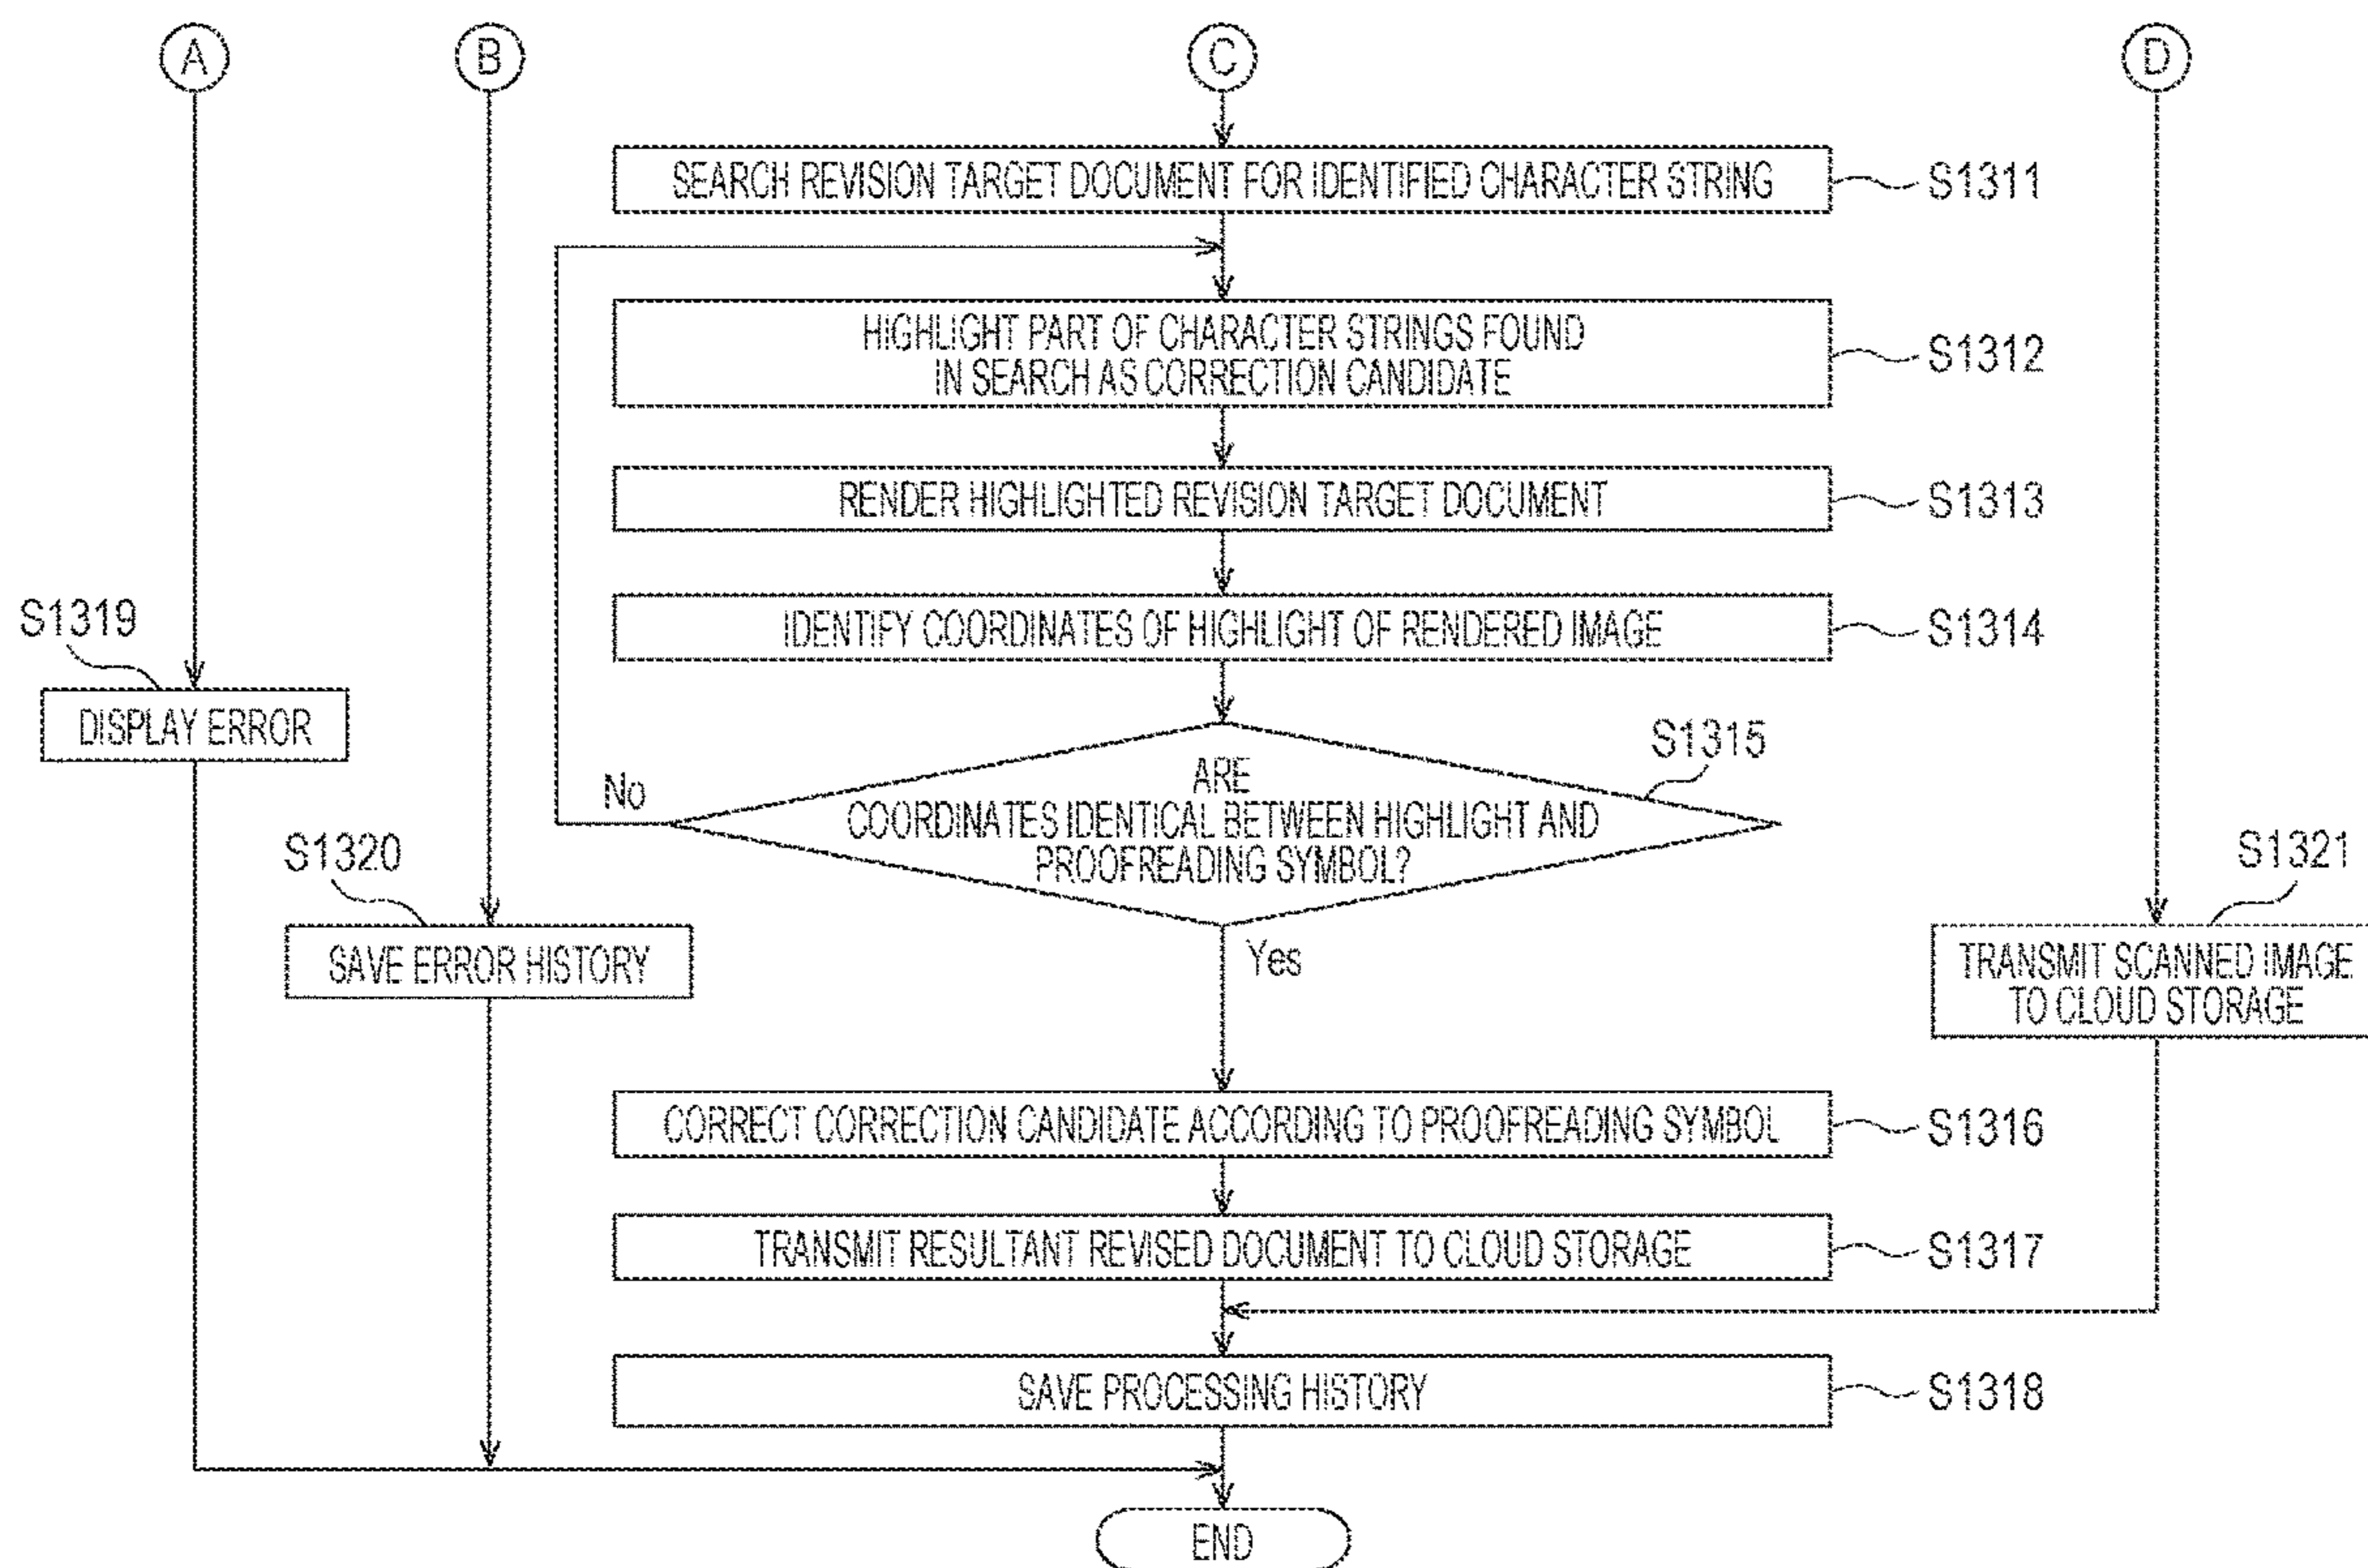 A
B
C
D
SEARCH REVISION TARGET DOCUMENT FOR IDENTIFIED CHARACTER STRING
S1311
HIGHLIGHT PART OF CHARACTER STRINGS FOUND
IN SEARCH AS CORRECTION CANDIDATE
S1312
RENDER HIGHLIGHTED REVISION TARGET DOCUMENT
S1313
IDENTIFY COORDINATES OF HIGHLIGHT OF RENDERED IMAGE
S1314
S1319
DISPLAY ERROR
S1315
ARE
COORDINATES IDENTICAL BETWEEN HIGHLIGHT AND
PROOFREADING SYMBOL?
No
Yes
S1320
SAVE ERROR HISTORY
S1321
TRANSMIT SCANNED IMAGE
TO CLOUD STORAGE
CORRECT CORRECTION CANDIDATE ACCORDING TO PROOFREADING SYMBOL
S1316
TRANSMIT RESULTANT REVISED DOCUMENT TO CLOUD STORAGE
S1317
SAVE PROCESSING HISTORY
S1318
END